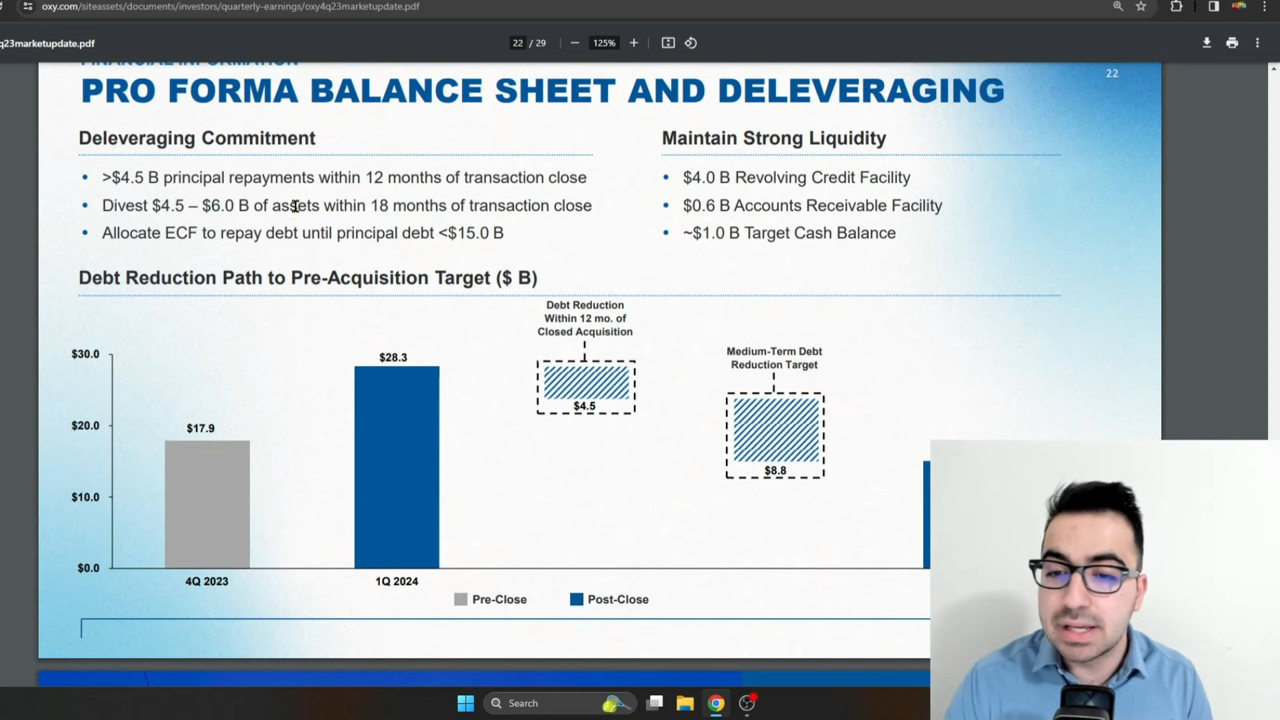 oxy.com/siteassets/documents/investors/quarterly-earnings/oxy4q23marketupdate.pdf
q23marketupdate.pdf
22 / 29
125%
FINANCIAL INFORMATION
22
PRO FORMA BALANCE SHEET AND DELEVERAGING
Deleveraging Commitment
• >$4.5 B principal repayments within 12 months of transaction close
• Divest $4.5 – $6.0 B of assets within 18 months of transaction close
• Allocate ECF to repay debt until principal debt <$15.0 B
Maintain Strong Liquidity
• $4.0 B Revolving Credit Facility
• $0.6 B Accounts Receivable Facility
• ~$1.0 B Target Cash Balance
Debt Reduction Path to Pre-Acquisition Target ($ B)
$30.0
$20.0
$10.0
$0.0
$17.9
$28.3
Debt Reduction
Within 12 mo. of
Closed Acquisition
$4.5
Medium-Term Debt
Reduction Target
$8.8
4Q 2023
1Q 2024
Pre-Close
Post-Close
Search